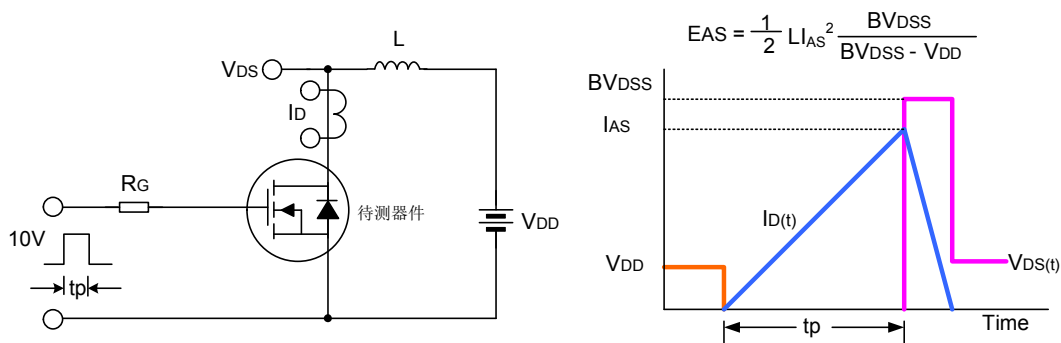 VDS
L
ID
RG
待测器件
VDD
10V
tp
EAS = 1/2 LIAS² BVDSS / BVDSS - VDD
BVDSS
IAS
ID(t)
VDD
VDS(t)
tp
Time